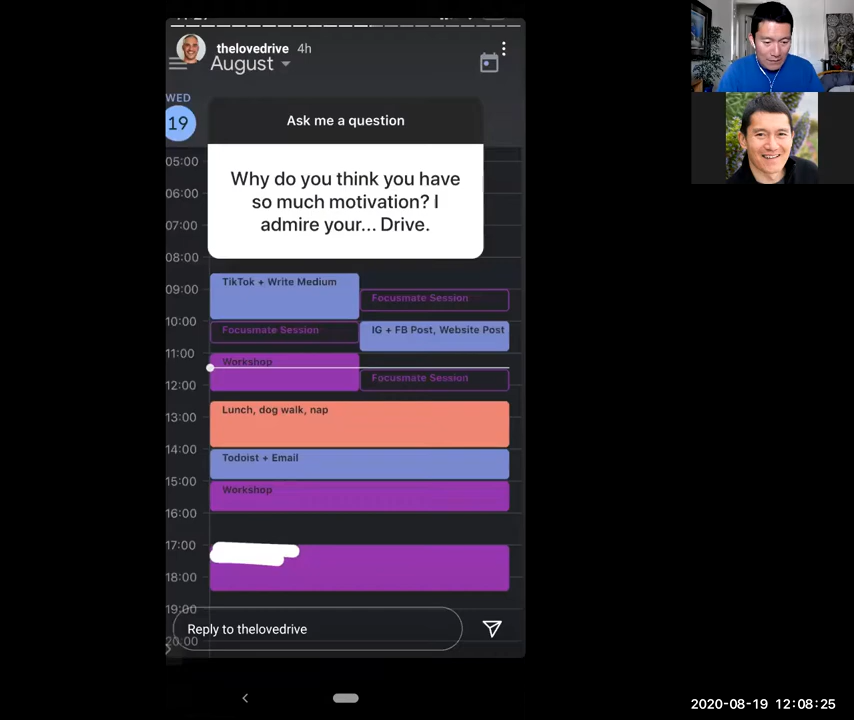 thelovedrive 4h
August
WED
19
Ask me a question
Why do you think you have
so much motivation? I
admire your... Drive.
05:00
06:00
07:00
08:00
09:00
10:00
11:00
12:00
13:00
14:00
15:00
16:00
17:00
18:00
19:00
20:00
TikTok + Write Medium
Focusmate Session
Focusmate Session
IG + FB Post, Website Post
Workshop
Focusmate Session
Lunch, dog walk, nap
Todoist + Email
Workshop
Reply to thelovedrive
2020-08-19 12:08:25